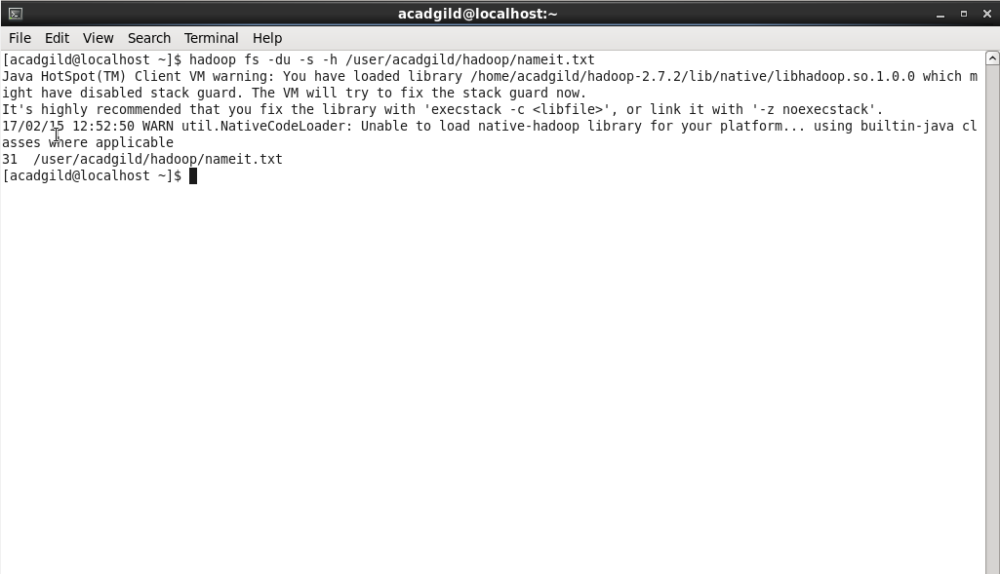 acadgild@localhost:~
File Edit View Search Terminal Help
[acadgild@localhost ~]$ hadoop fs -du -s -h /user/acadgild/hadoop/nameit.txt
Java HotSpot(TM) Client VM warning: You have loaded library /home/acadgild/hadoop-2.7.2/lib/native/libhadoop.so.1.0.0 which m
ight have disabled stack guard. The VM will try to fix the stack guard now.
It's highly recommended that you fix the library with 'execstack -c <libfile>', or link it with '-z noexecstack'.
17/02/15 12:52:50 WARN util.NativeCodeLoader: Unable to load native-hadoop library for your platform... using builtin-java cl
asses where applicable
31  /user/acadgild/hadoop/nameit.txt
[acadgild@localhost ~]$